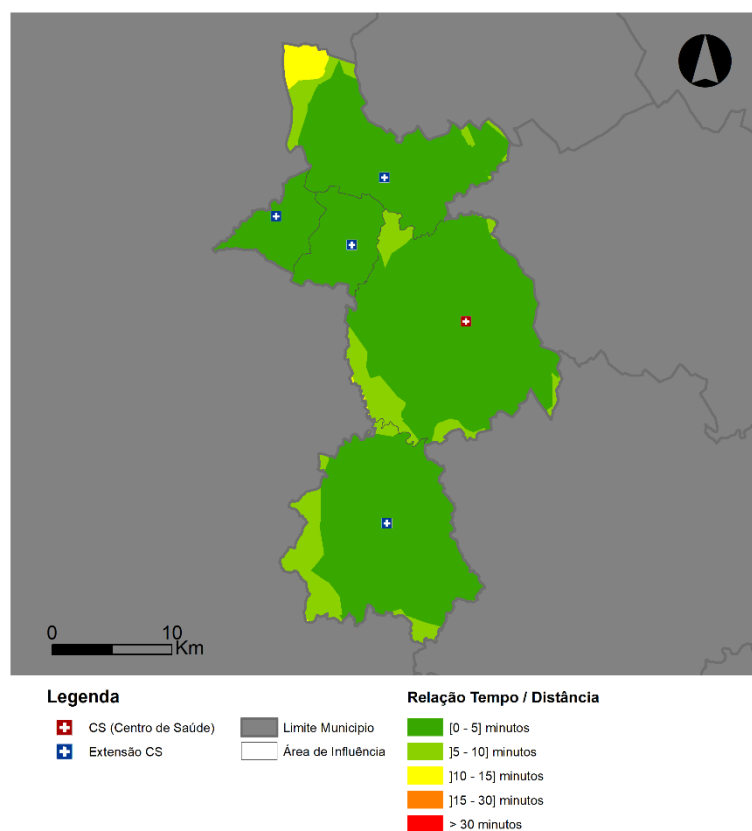 0 10
Km
Legenda
CS (Centro de Saúde)
Extensão CS
Limite Municipio
Área de Influência
Relação Tempo / Distância
[0 - 5] minutos
]5 - 10] minutos
]10 - 15] minutos
]15 - 30] minutos
> 30 minutos